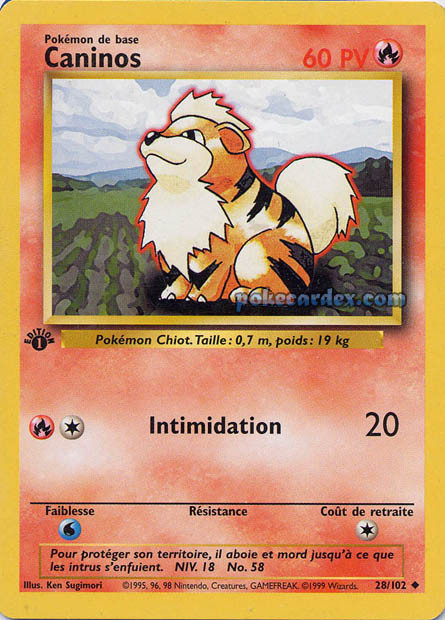 Pokémon de base
Caninos
60 PV
pokecardex.com
EDITION
1
Pokémon Chiot. Taille : 0,7 m, poids : 19 kg
Intimidation
20
Faiblesse
Résistance
Coût de retraite
Pour protéger son territoire, il aboie et mord jusqu'à ce que
les intrus s'enfuient. NIV. 18 No. 58
Illus. Ken Sugimori
©1995, 96, 98 Nintendo, Creatures, GAMEFREAK. ©1999 Wizards.
28/102